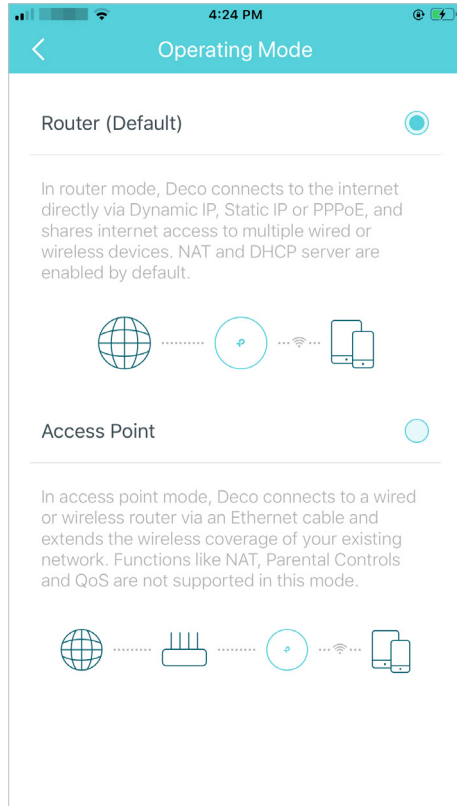 4:24 PM
Operating Mode
Router (Default)
In router mode, Deco connects to the internet
directly via Dynamic IP, Static IP or PPPoE, and
shares internet access to multiple wired or
wireless devices. NAT and DHCP server are
enabled by default.
Access Point
In access point mode, Deco connects to a wired
or wireless router via an Ethernet cable and
extends the wireless coverage of your existing
network. Functions like NAT, Parental Controls
and QoS are not supported in this mode.